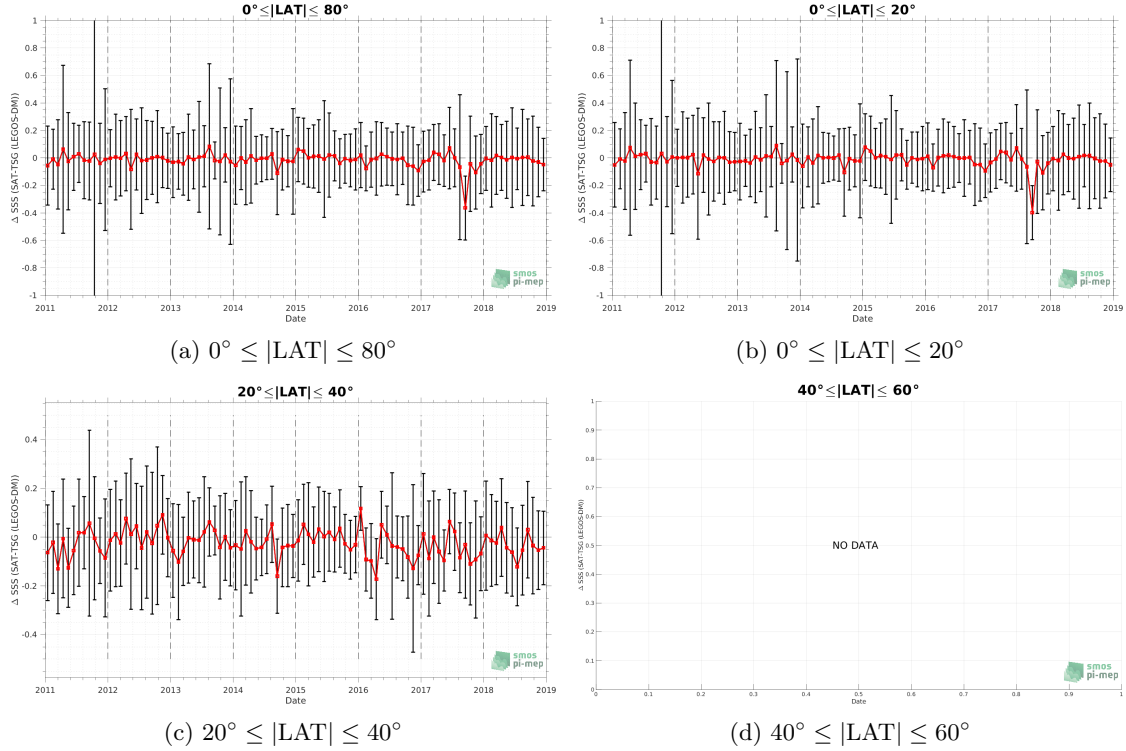 0°≤|LAT|≤ 80°
Δ SSS (SAT-TSG (LEGOS-DM))
1
0.8
0.6
0.4
0.2
0
-0.2
-0.4
-0.6
-0.8
-1
2011 2012 2013 2014 2015 2016 2017 2018 2019
Date
smos
pi-mep
(a) 0° ≤ |LAT| ≤ 80°
0°≤|LAT|≤ 20°
Δ SSS (SAT-TSG (LEGOS-DM))
1
0.8
0.6
0.4
0.2
0
-0.2
-0.4
-0.6
-0.8
-1
2011 2012 2013 2014 2015 2016 2017 2018 2019
Date
smos
pi-mep
(b) 0° ≤ |LAT| ≤ 20°
20°≤|LAT|≤ 40°
Δ SSS (SAT-TSG (LEGOS-DM))
0.4
0.2
0
-0.2
-0.4
2011 2012 2013 2014 2015 2016 2017 2018 2019
Date
smos
pi-mep
(c) 20° ≤ |LAT| ≤ 40°
40°≤|LAT|≤ 60°
Δ SSS (SAT-TSG (LEGOS-DM))
1
0.9
0.8
0.7
0.6
0.5
0.4
0.3
0.2
0.1
0
NO DATA
0 0.1 0.2 0.3 0.4 0.5 0.6 0.7 0.8 0.9 1
Date
smos
pi-mep
(d) 40° ≤ |LAT| ≤ 60°